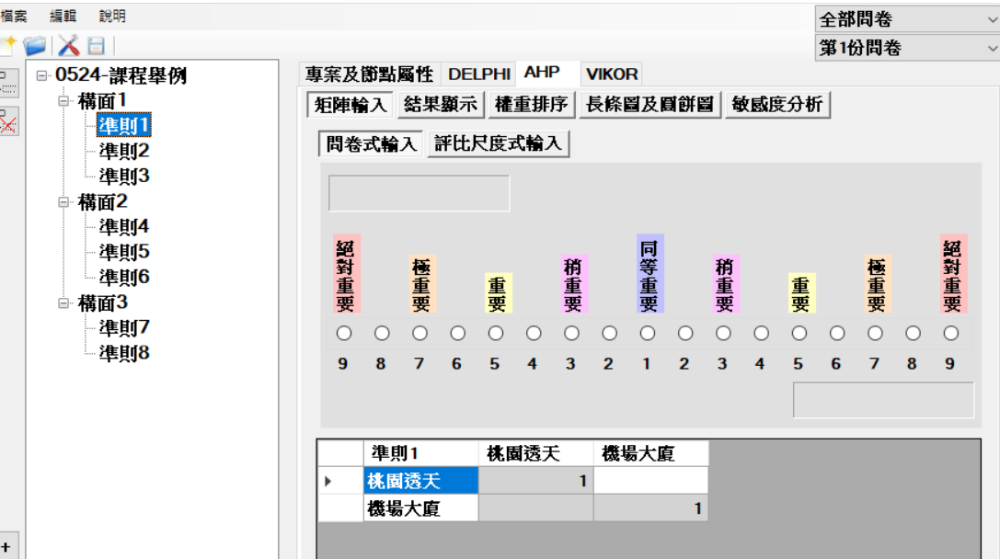 檔案 編輯 說明
全部問卷
第1份問卷
0524-課程舉例
構面1
準則1
準則2
準則3
構面2
準則4
準則5
準則6
構面3
準則7
準則8
+
專案及節點屬性 DELPHI AHP VIKOR
矩陣輸入 結果顯示 權重排序 長條圖及圓餅圖 敏感度分析
問卷式輸入 評比尺度式輸入
絕對重要 極重要 重要 稍重要 同等重要 稍重要 重要 極重要 絕對重要
9 8 7 6 5 4 3 2 1 2 3 4 5 6 7 8 9
準則1 桃園透天 機場大廈
桃園透天 1
機場大廈 1